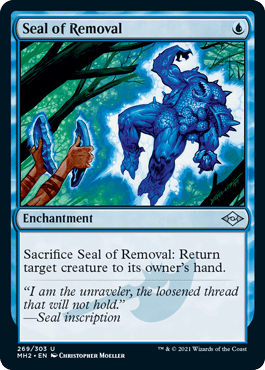 Seal of Removal
Enchantment
Sacrifice Seal of Removal: Return
target creature to its owner's hand.
"I am the unraveler, the loosened thread
that will not hold."
—Seal inscription
269/303 U
MH2 • EN Christopher Moeller
™ & © 2021 Wizards of the Coast